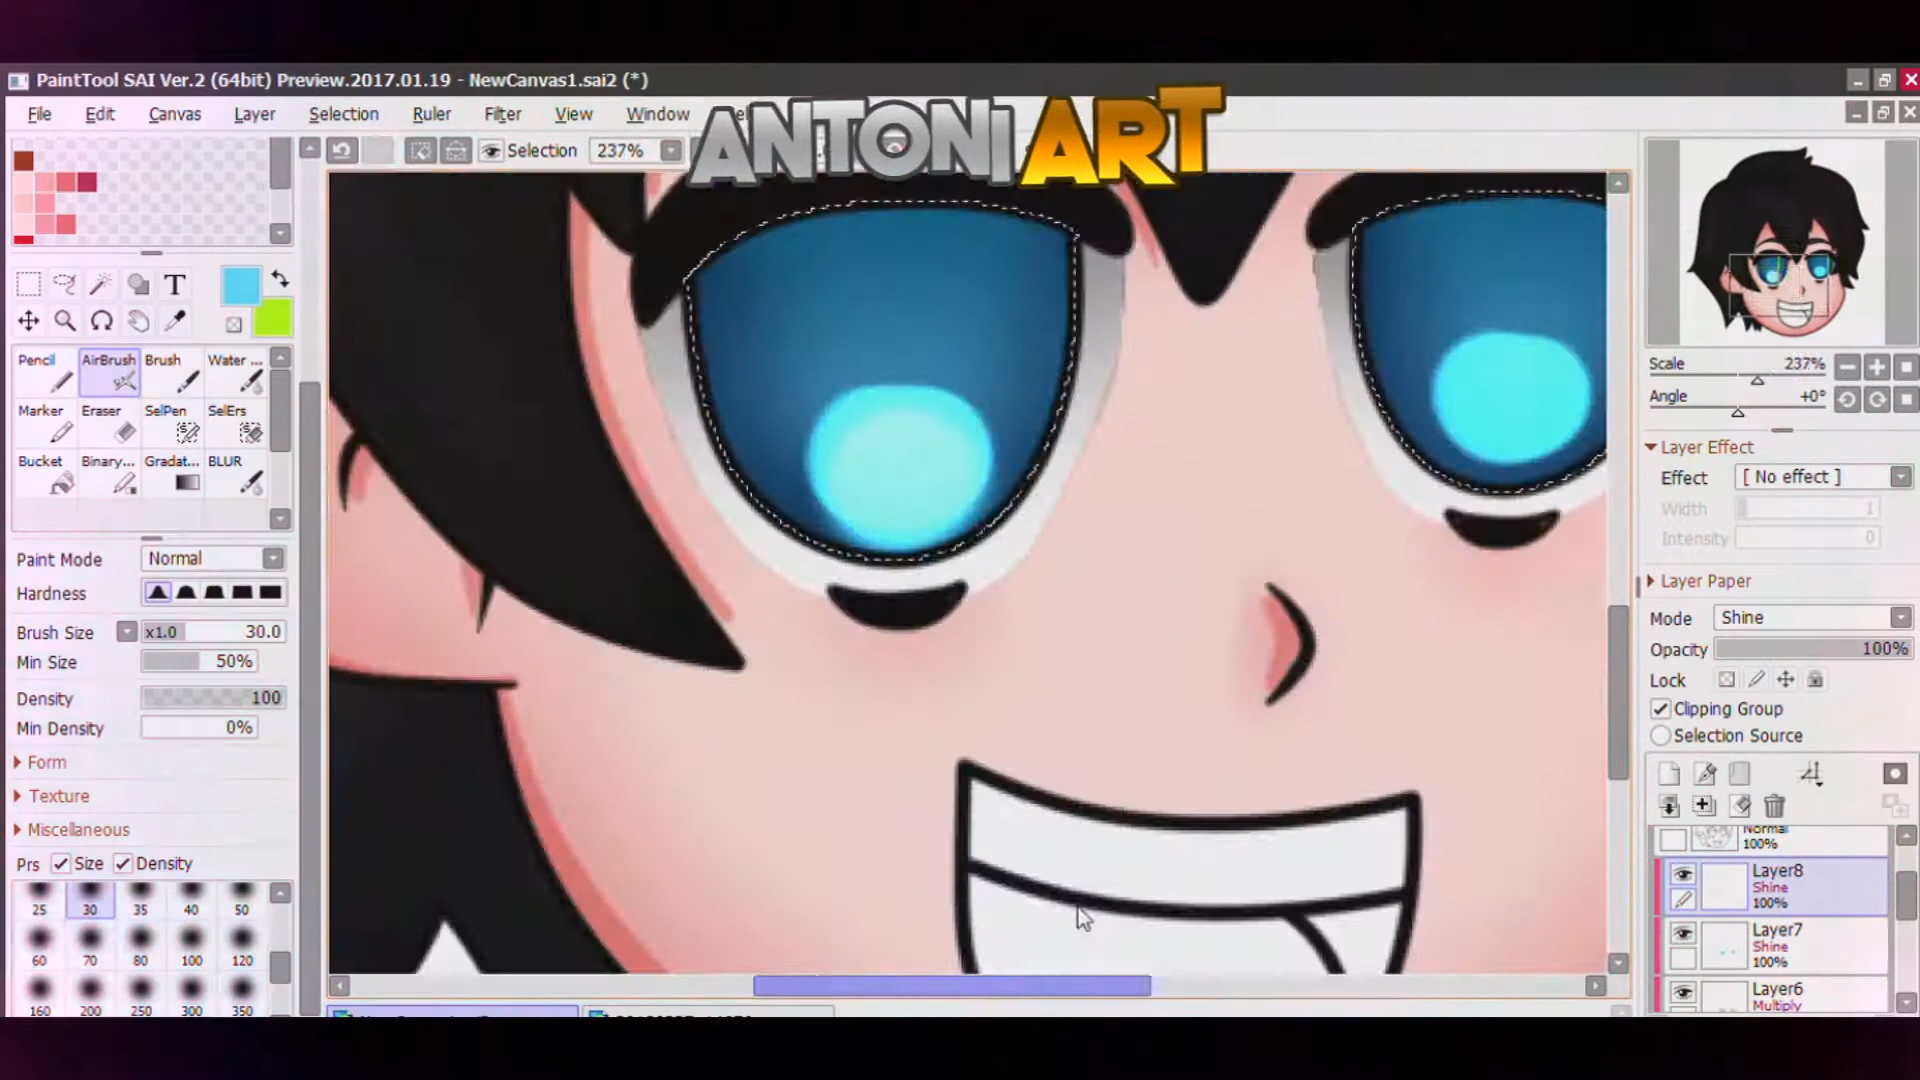 PaintTool SAI Ver.2 (64bit) Preview.2017.01.19 - NewCanvas1.sai2 (*)
File Edit Canvas Layer Selection Ruler Filter View Window
ANTONI ART
Selection 237%
T
Pencil AirBrush Brush Water ...
Marker Eraser SelPen SelErs
Bucket Binary... Gradat... BLUR
Paint Mode Normal
Hardness
Brush Size x1.0 30.0
Min Size 50%
Density 100
Min Density 0%
Form
Texture
Miscellaneous
Prs Size Density
25 30 35 40 50
60 70 80 100 120
160 200 250 300 350
Scale 237%
Angle +0°
Layer Effect
Effect [ No effect ]
Width 1
Intensity 0
Layer Paper
Mode Shine
Opacity 100%
Lock
Clipping Group
Selection Source
Normal
100%
Layer8
Shine
100%
Layer7
Shine
100%
Layer6
Multiply